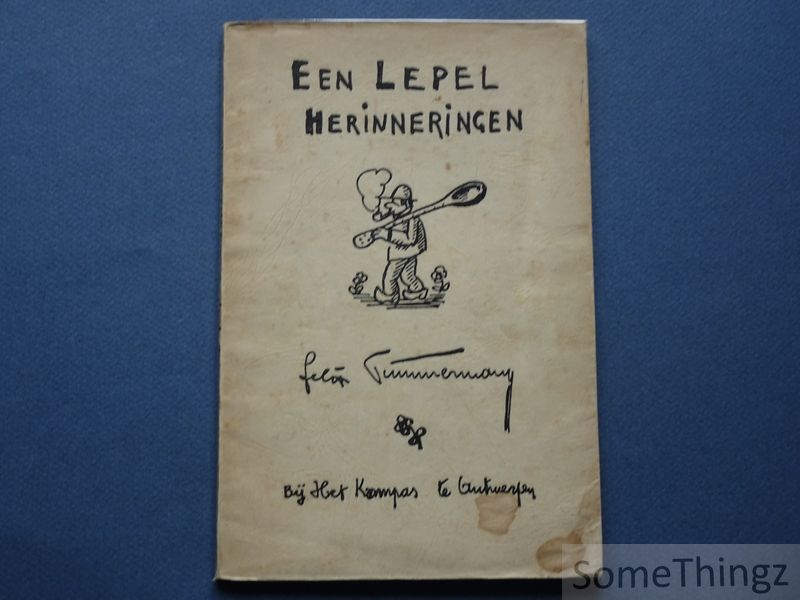 EEN LEPEL
HERiNNERiNGEN
felix Timmermans
Bij Het Kompas te Antwerpen
SomeThingz